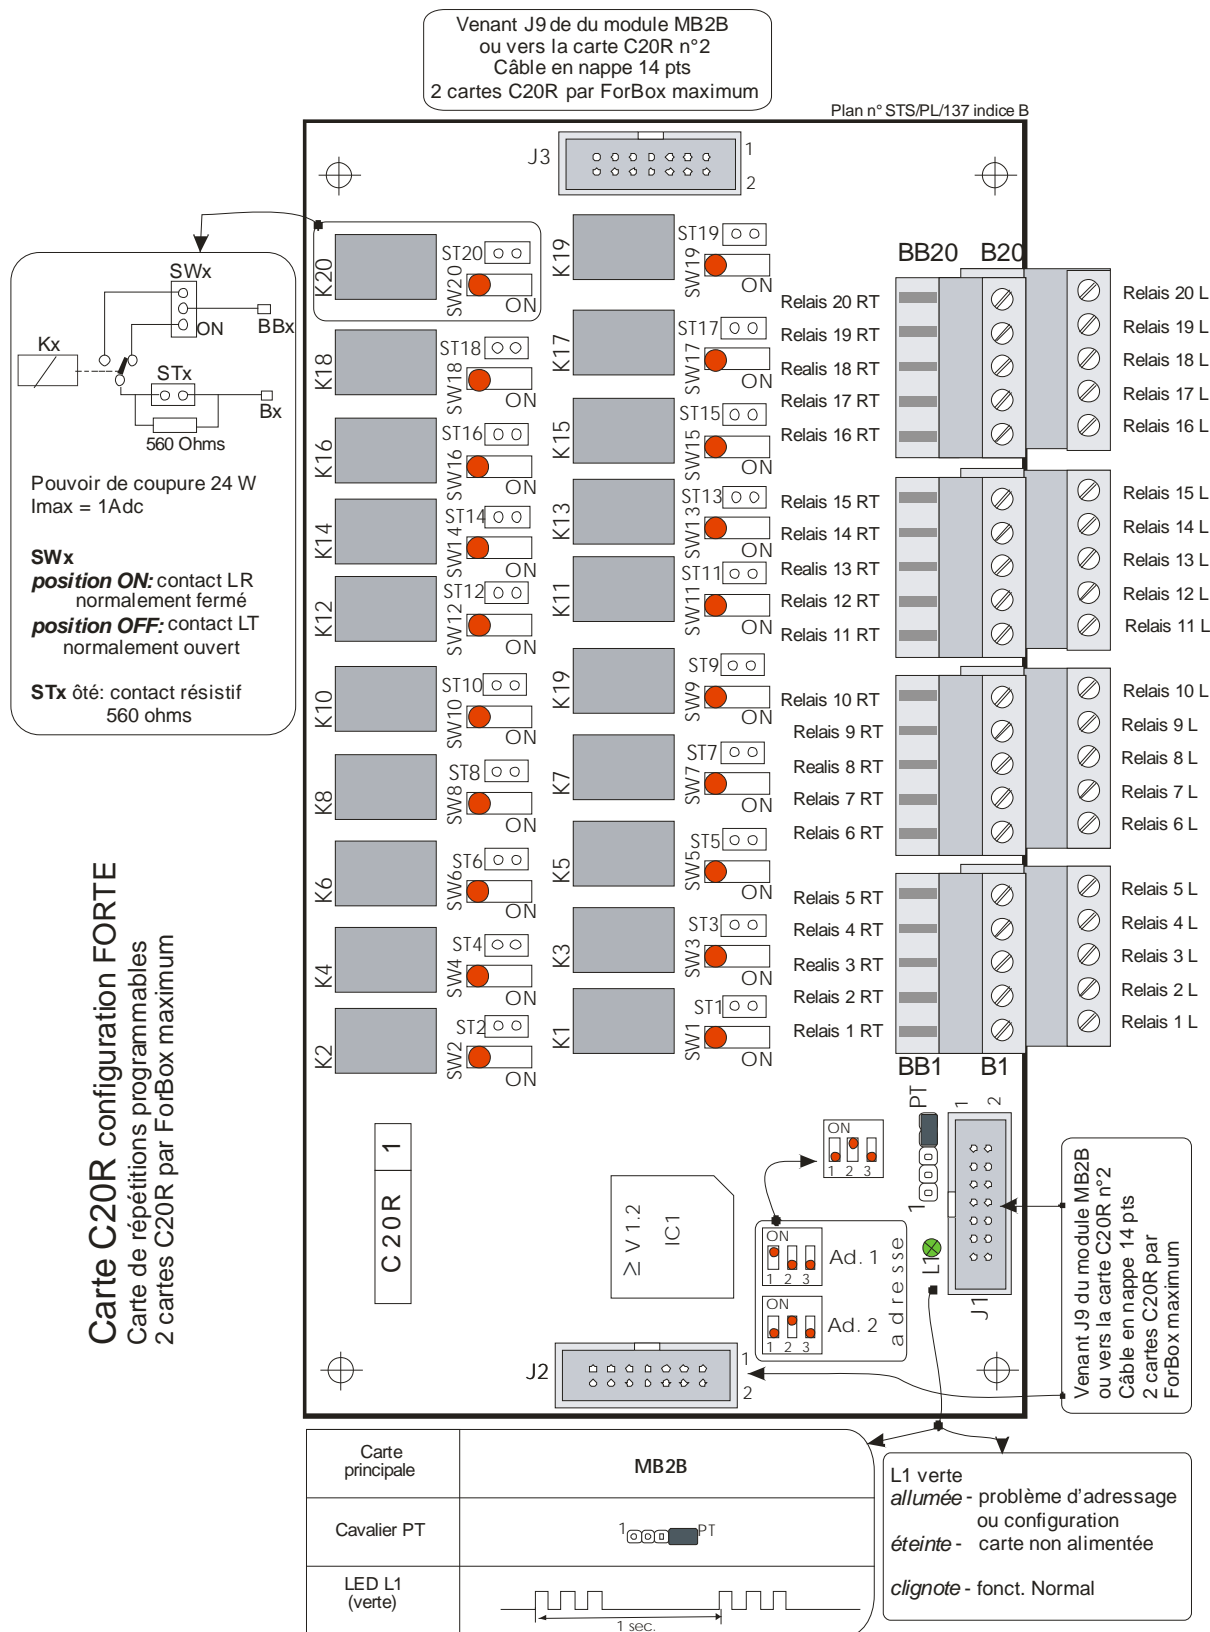 Venant J9 de du module MB2B
ou vers la carte C20R n°2
Câble en nappe 14 pts
2 cartes C20R par ForBox maximum
Plan n° STS/PL/137 indice B
J3
1
2
SWx
ON
BBx
Kx
STx
Bx
560 Ohms
Pouvoir de coupure 24 W
Imax = 1Adc
SWx
position ON: contact LR
normalement fermé
position OFF: contact LT
normalement ouvert
STx ôté: contact résistif
560 ohms
K20
ST20
SW20
ON
K18
ST18
SW18
ON
K16
ST16
SW16
ON
K14
ST14
SW14
ON
K12
ST12
SW12
ON
K10
ST10
SW10
ON
K8
ST8
SW8
ON
K6
ST6
SW6
ON
K4
ST4
SW4
ON
K2
ST2
SW2
ON
K19
ST19
SW19
ON
K17
ST17
SW17
ON
K15
ST15
SW15
ON
K13
ST13
SW13
ON
K11
ST11
SW11
ON
K19
ST9
SW9
ON
K7
ST7
SW7
ON
K5
ST5
SW5
ON
K3
ST3
SW3
ON
K1
ST1
SW1
ON
BB20 B20
Relais 20 RT
Relais 19 RT
Realis 18 RT
Relais 17 RT
Relais 16 RT
Relais 20 L
Relais 19 L
Relais 18 L
Relais 17 L
Relais 16 L
Relais 15 RT
Relais 14 RT
Realis 13 RT
Relais 12 RT
Relais 11 RT
Relais 15 L
Relais 14 L
Relais 13 L
Relais 12 L
Relais 11 L
Relais 10 RT
Relais 9 RT
Realis 8 RT
Relais 7 RT
Relais 6 RT
Relais 10 L
Relais 9 L
Relais 8 L
Relais 7 L
Relais 6 L
Relais 5 RT
Relais 4 RT
Realis 3 RT
Relais 2 RT
Relais 1 RT
Relais 5 L
Relais 4 L
Relais 3 L
Relais 2 L
Relais 1 L
BB1 B1
Carte C20R configuration FORTE
Carte de répétitions programmables
2 cartes C20R par ForBox maximum
C20R 1
≥ V1.2
IC1
ON
1 2 3
PT
1
1
2
J1
L1
ON
1 2 3
Ad. 1
ON
1 2 3
Ad. 2
adresse
Venant J9 du module MB2B
ou vers la carte C20R n°2
Câble en nappe 14 pts
2 cartes C20R par
ForBox maximum
J2
1
2
Carte
principale
MB2B
Cavalier PT
1 PT
LED L1
(verte)
1 sec.
L1 verte
allumée - problème d'adressage
ou configuration
éteinte - carte non alimentée
clignote - fonct. Normal